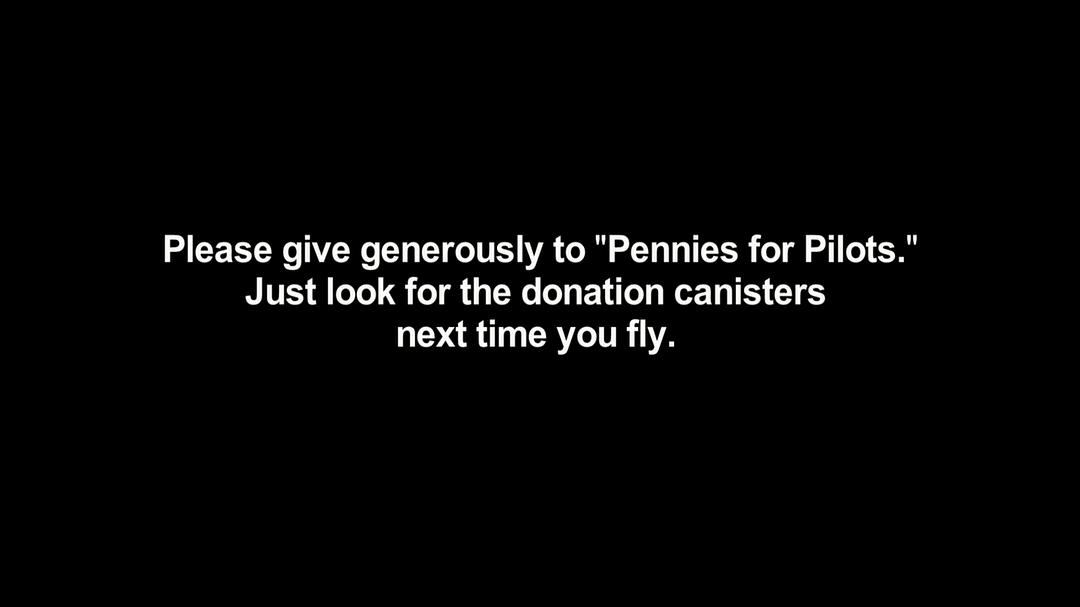 Please give generously to "Pennies for Pilots."
Just look for the donation canisters
next time you fly.